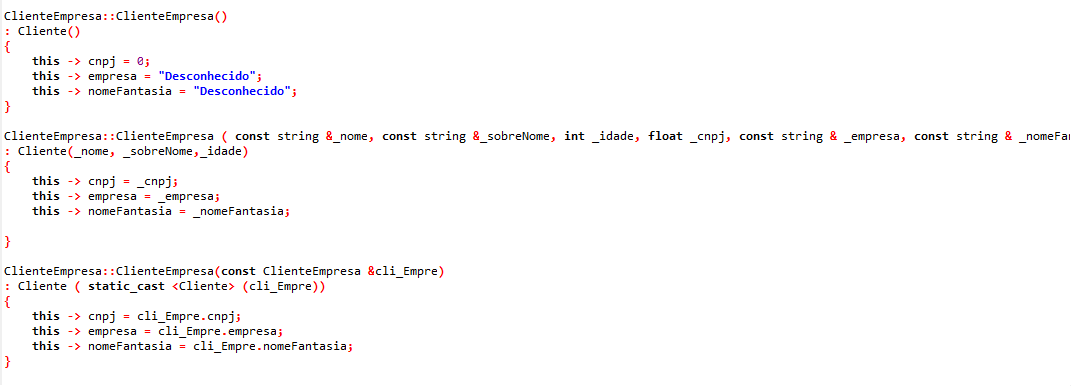 ClienteEmpresa::ClienteEmpresa()
: Cliente()
{
    this -> cnpj = 0;
    this -> empresa = "Desconhecido";
    this -> nomeFantasia = "Desconhecido";
}

ClienteEmpresa::ClienteEmpresa ( const string &_nome, const string &_sobreNome, int _idade, float _cnpj, const string & _empresa, const string & _nomeFa
: Cliente(_nome, _sobreNome,_idade)
{
    this -> cnpj = _cnpj;
    this -> empresa = _empresa;
    this -> nomeFantasia = _nomeFantasia;

}

ClienteEmpresa::ClienteEmpresa(const ClienteEmpresa &cli_Empre)
: Cliente ( static_cast <Cliente> (cli_Empre))
{
    this -> cnpj = cli_Empre.cnpj;
    this -> empresa = cli_Empre.empresa;
    this -> nomeFantasia = cli_Empre.nomeFantasia;
}